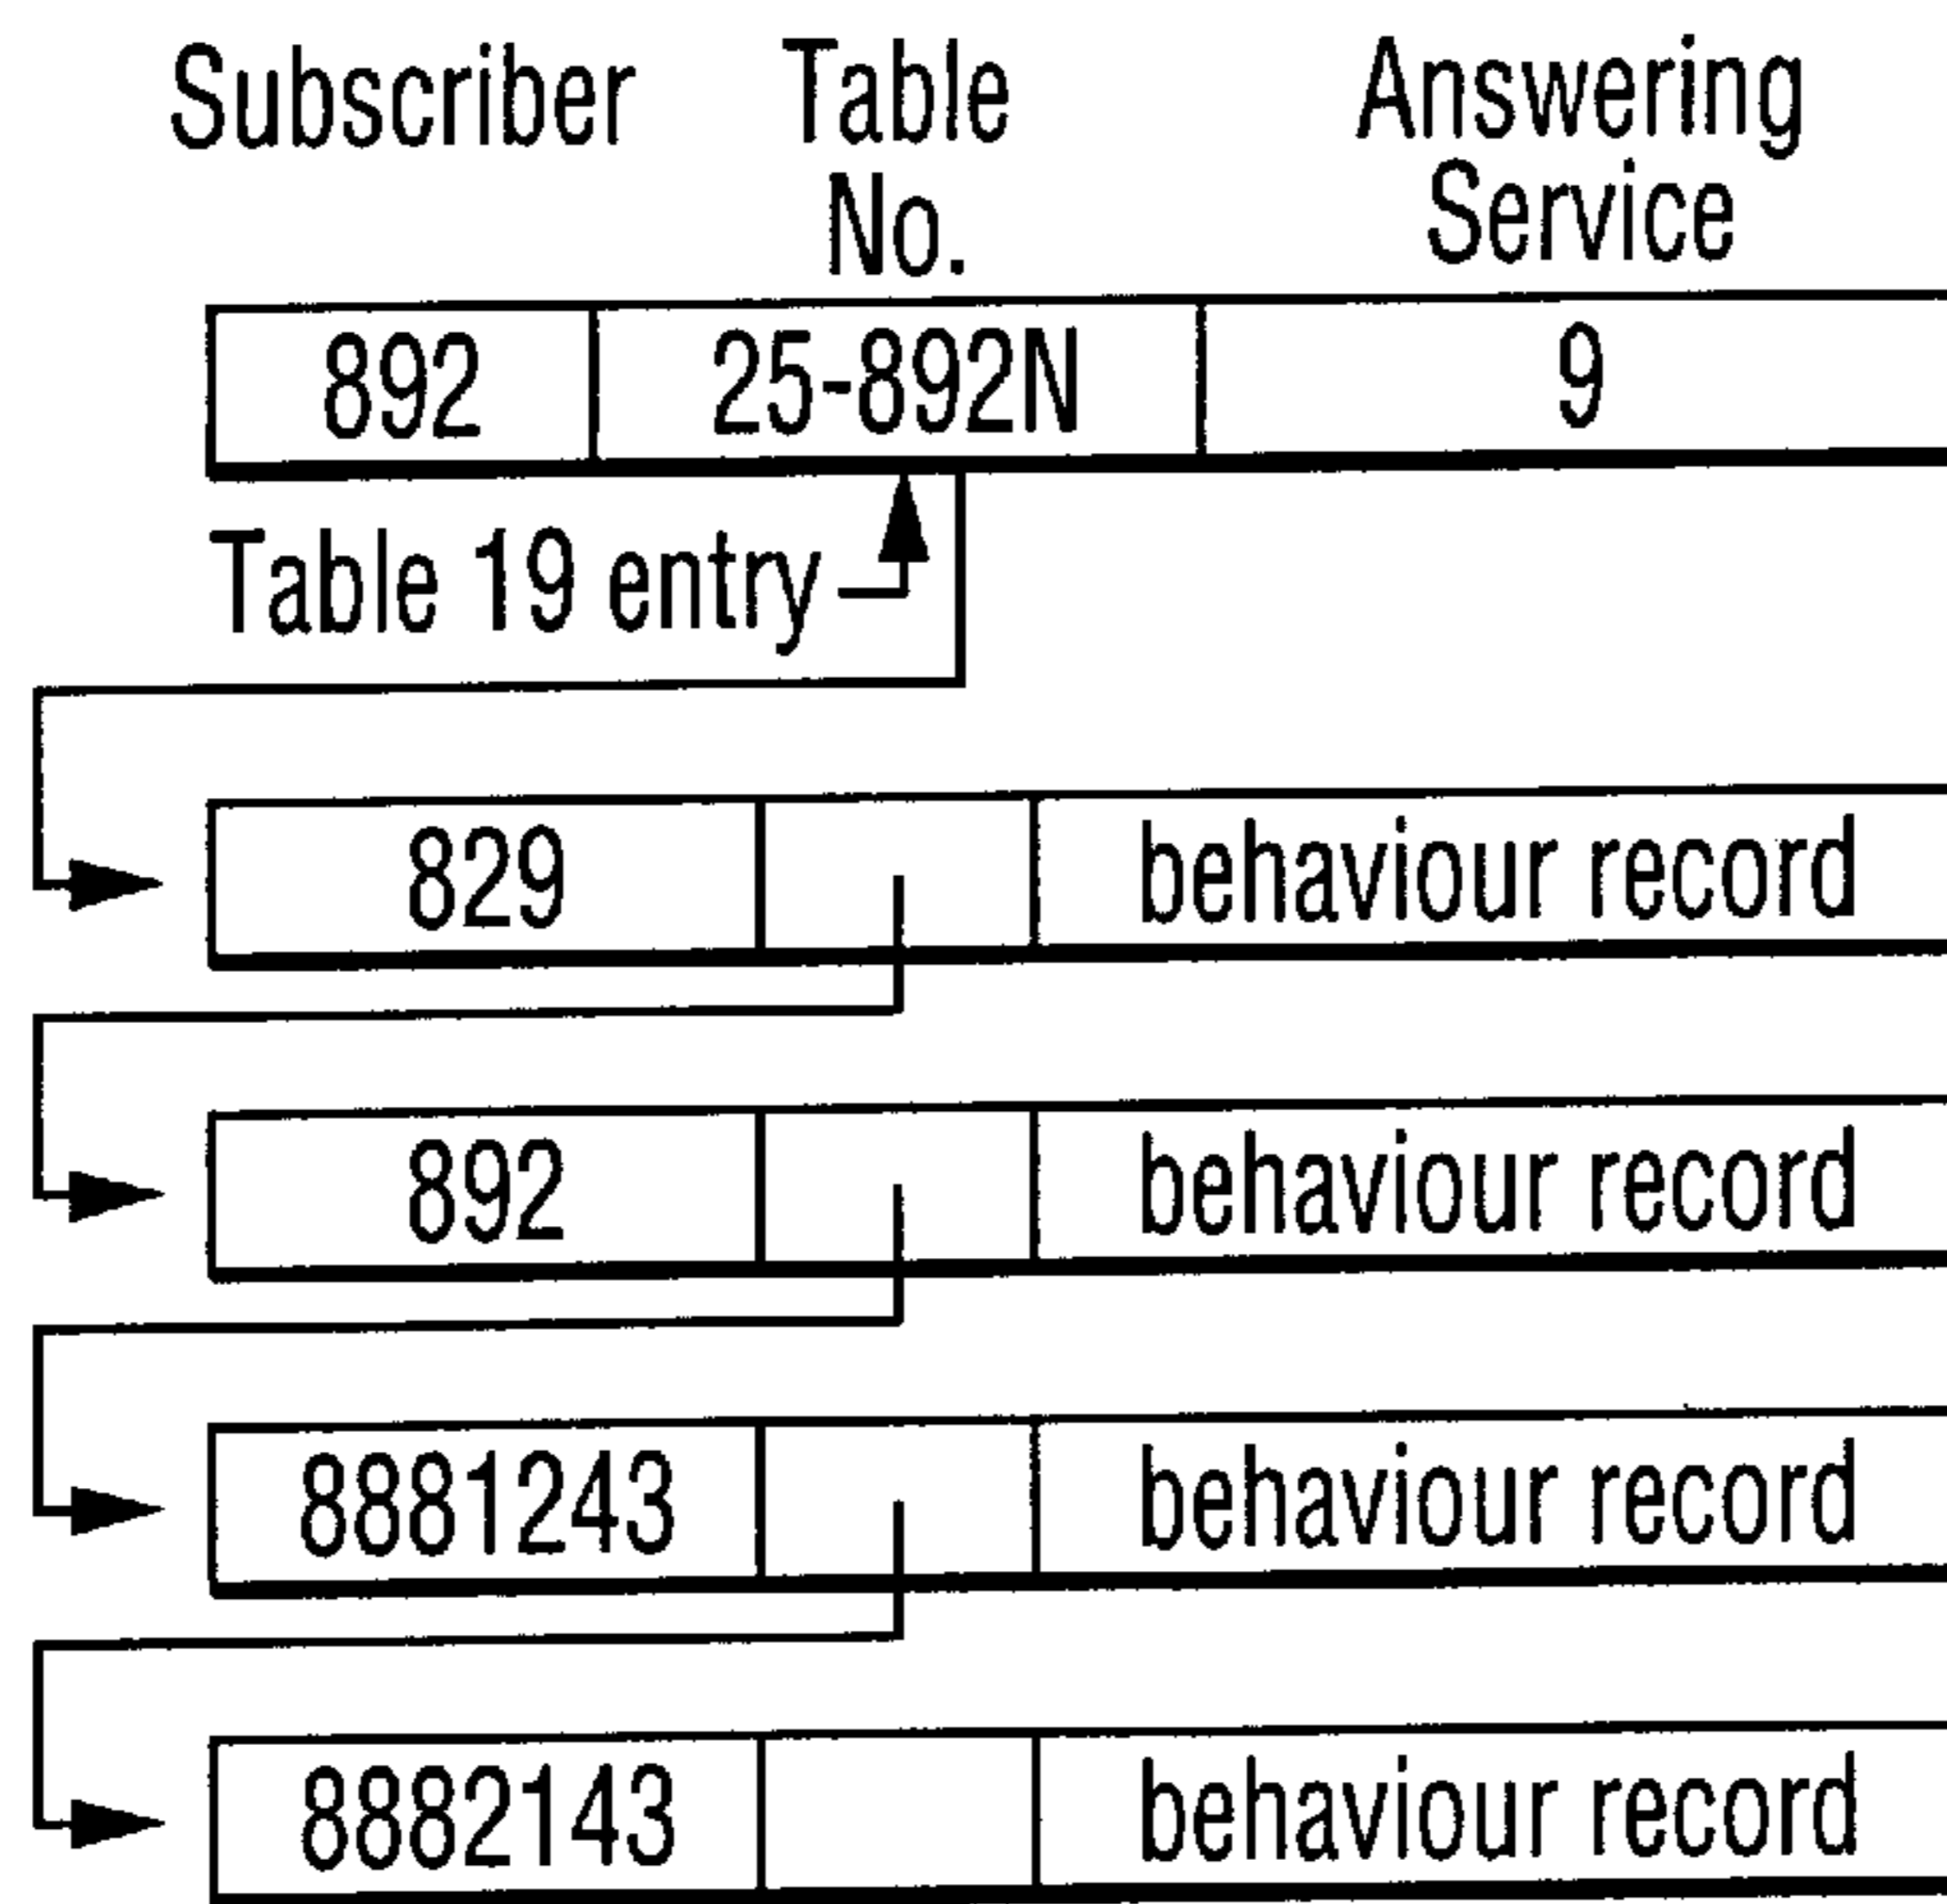 Subscriber Table No. Answering Service
892 25-892N 9
Table 19 entry
829 behaviour record
892 behaviour record
8881243 behaviour record
8882143 behaviour record